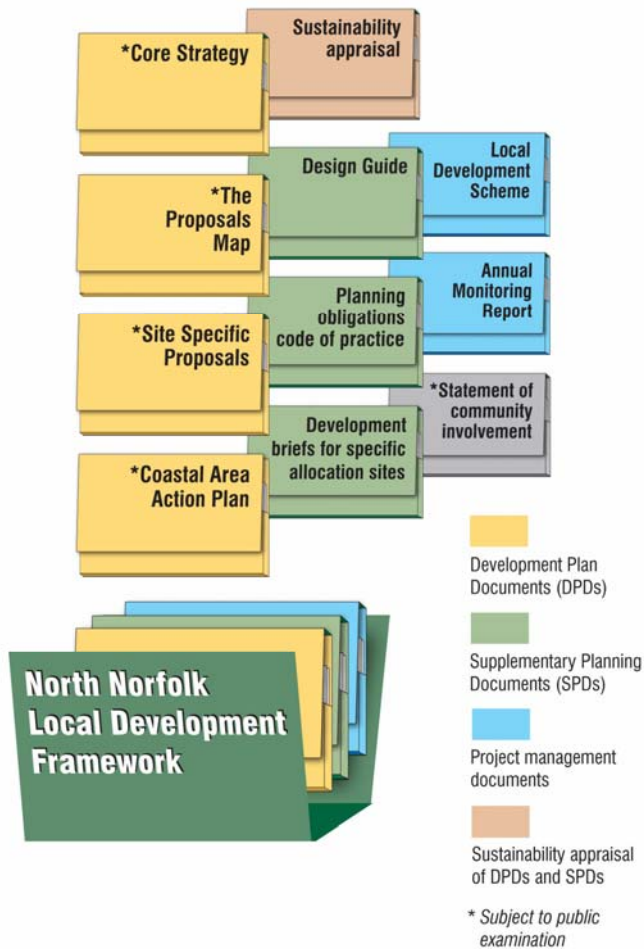 *Core Strategy
Sustainability
appraisal
*The
Proposals
Map
Design Guide
Local
Development
Scheme
*Site Specific
Proposals
Planning
obligations
code of practice
Annual
Monitoring
Report
*Coastal Area
Action Plan
Development
briefs for specific
allocation sites
*Statement of
community
involvement
North Norfolk
Local Development
Framework
Development Plan
Documents (DPDs)
Supplementary Planning
Documents (SPDs)
Project management
documents
Sustainability appraisal
of DPDs and SPDs
* Subject to public
examination